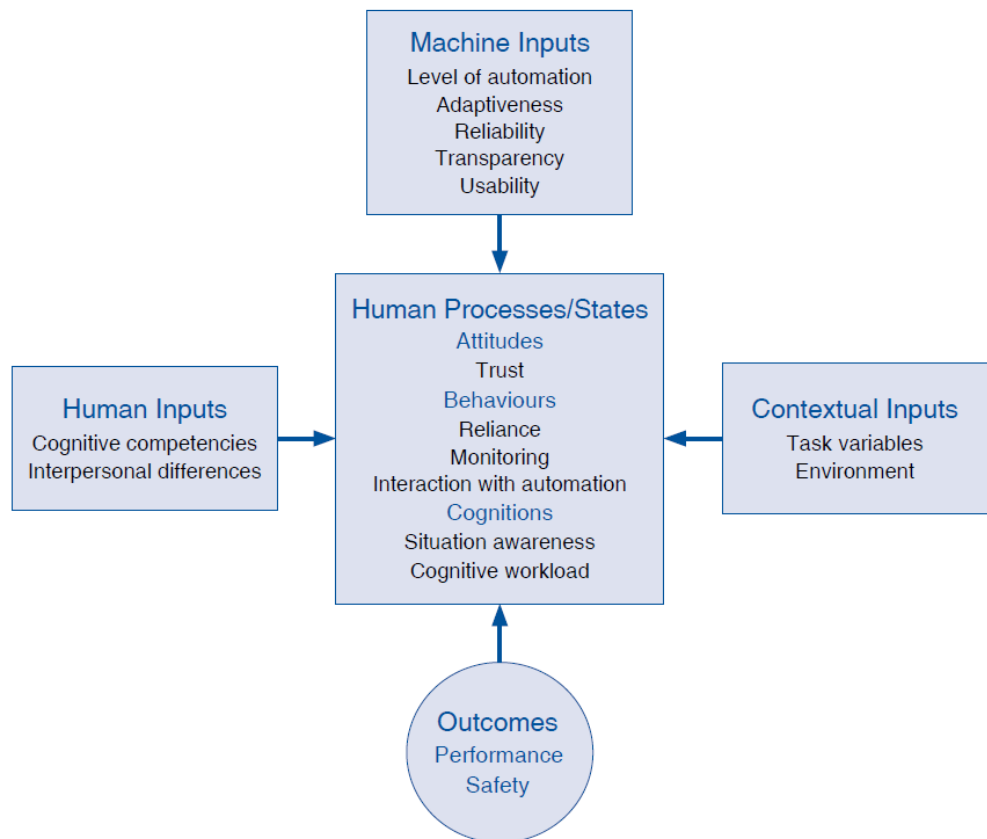 Machine Inputs
Level of automation
Adaptiveness
Reliability
Transparency
Usability
Human Processes/States
Attitudes
Trust
Behaviours
Reliance
Monitoring
Interaction with automation
Cognitions
Situation awareness
Cognitive workload
Human Inputs
Cognitive competencies
Interpersonal differences
Contextual Inputs
Task variables
Environment
Outcomes
Performance
Safety